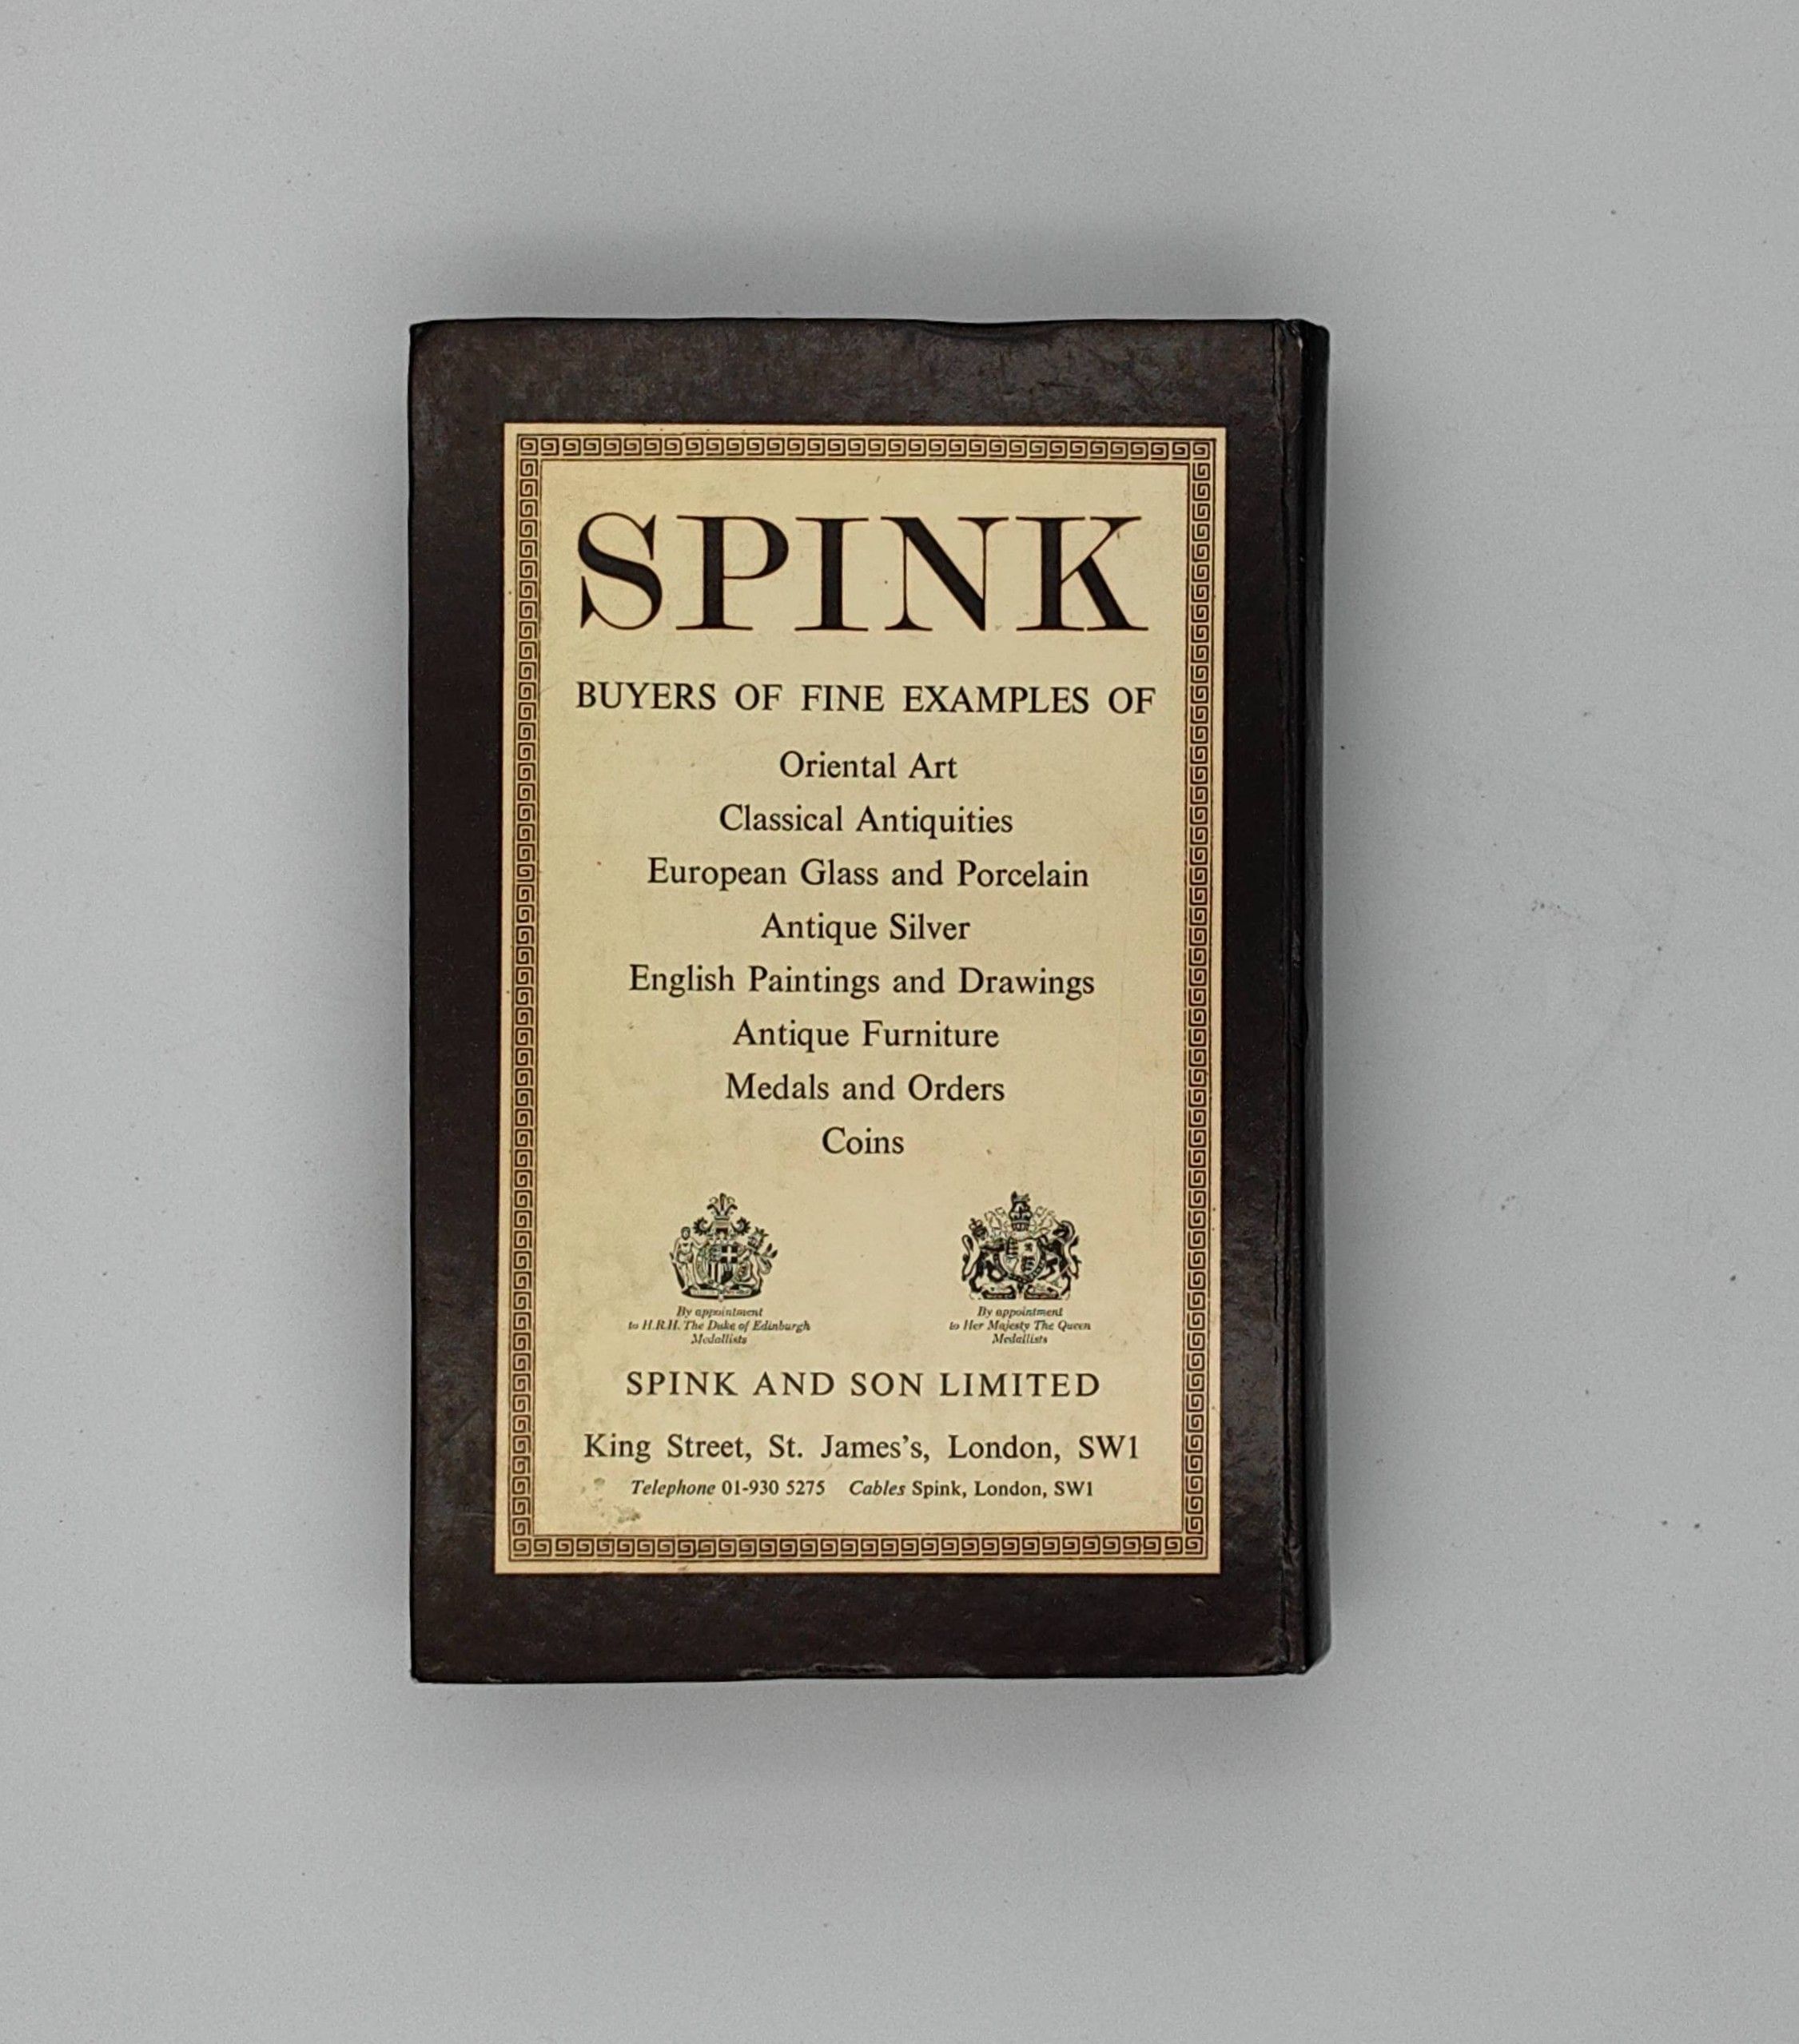 SPINK
BUYERS OF FINE EXAMPLES OF
Oriental Art
Classical Antiquities
European Glass and Porcelain
Antique Silver
English Paintings and Drawings
Antique Furniture
Medals and Orders
Coins
By appointment
to H.R.H. The Duke of Edinburgh
Medallists
By appointment
to Her Majesty The Queen
Medallists
SPINK AND SON LIMITED
King Street, St. James's, London, SW1
Telephone 01-930 5275 Cables Spink, London, SW1